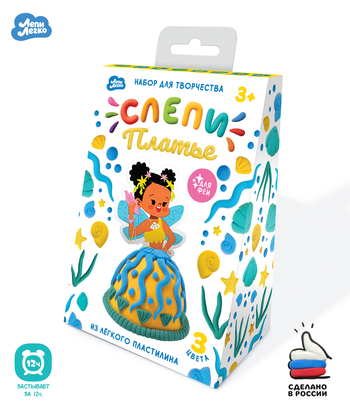 Лепи
Легко
Лепи
Легко
НАБОР ДЛЯ ТВОРЧЕСТВА
3+
СЛЕПИ
Платье
ДЛЯ
ФЕИ
ИЗ ЛЁГКОГО ПЛАСТИЛИНА
3
ЦВЕТА
12ч
ЗАСТЫВАЕТ
ЗА 12ч
СДЕЛАНО
В РОССИИ